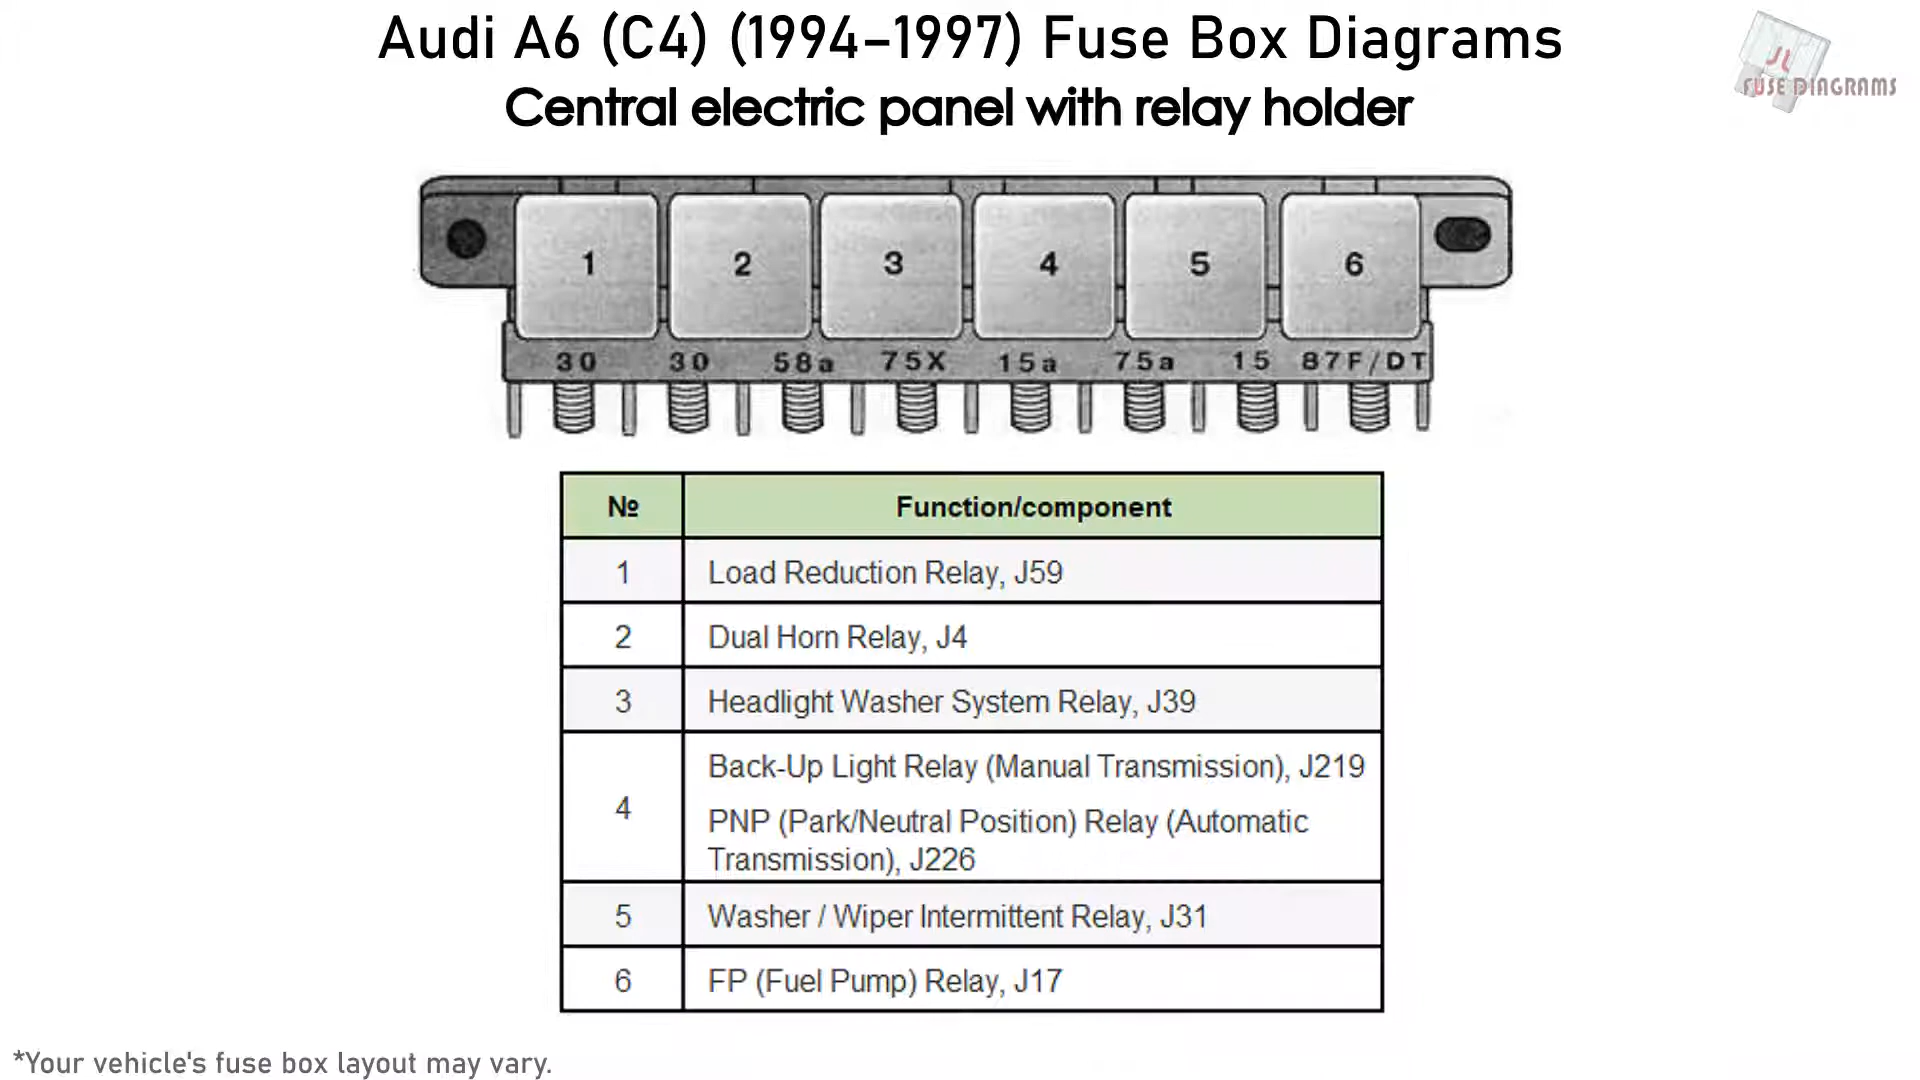 Audi A6 (C4) (1994–1997) Fuse Box Diagrams
Central electric panel with relay holder
JL
FUSE DIAGRAMS
1 2 3 4 5 6
30 30 58a 75X 15a 75a 15 87F/DT
№ Function/component
1 Load Reduction Relay, J59
2 Dual Horn Relay, J4
3 Headlight Washer System Relay, J39
4 Back-Up Light Relay (Manual Transmission), J219
PNP (Park/Neutral Position) Relay (Automatic
Transmission), J226
5 Washer / Wiper Intermittent Relay, J31
6 FP (Fuel Pump) Relay, J17
*Your vehicle's fuse box layout may vary.